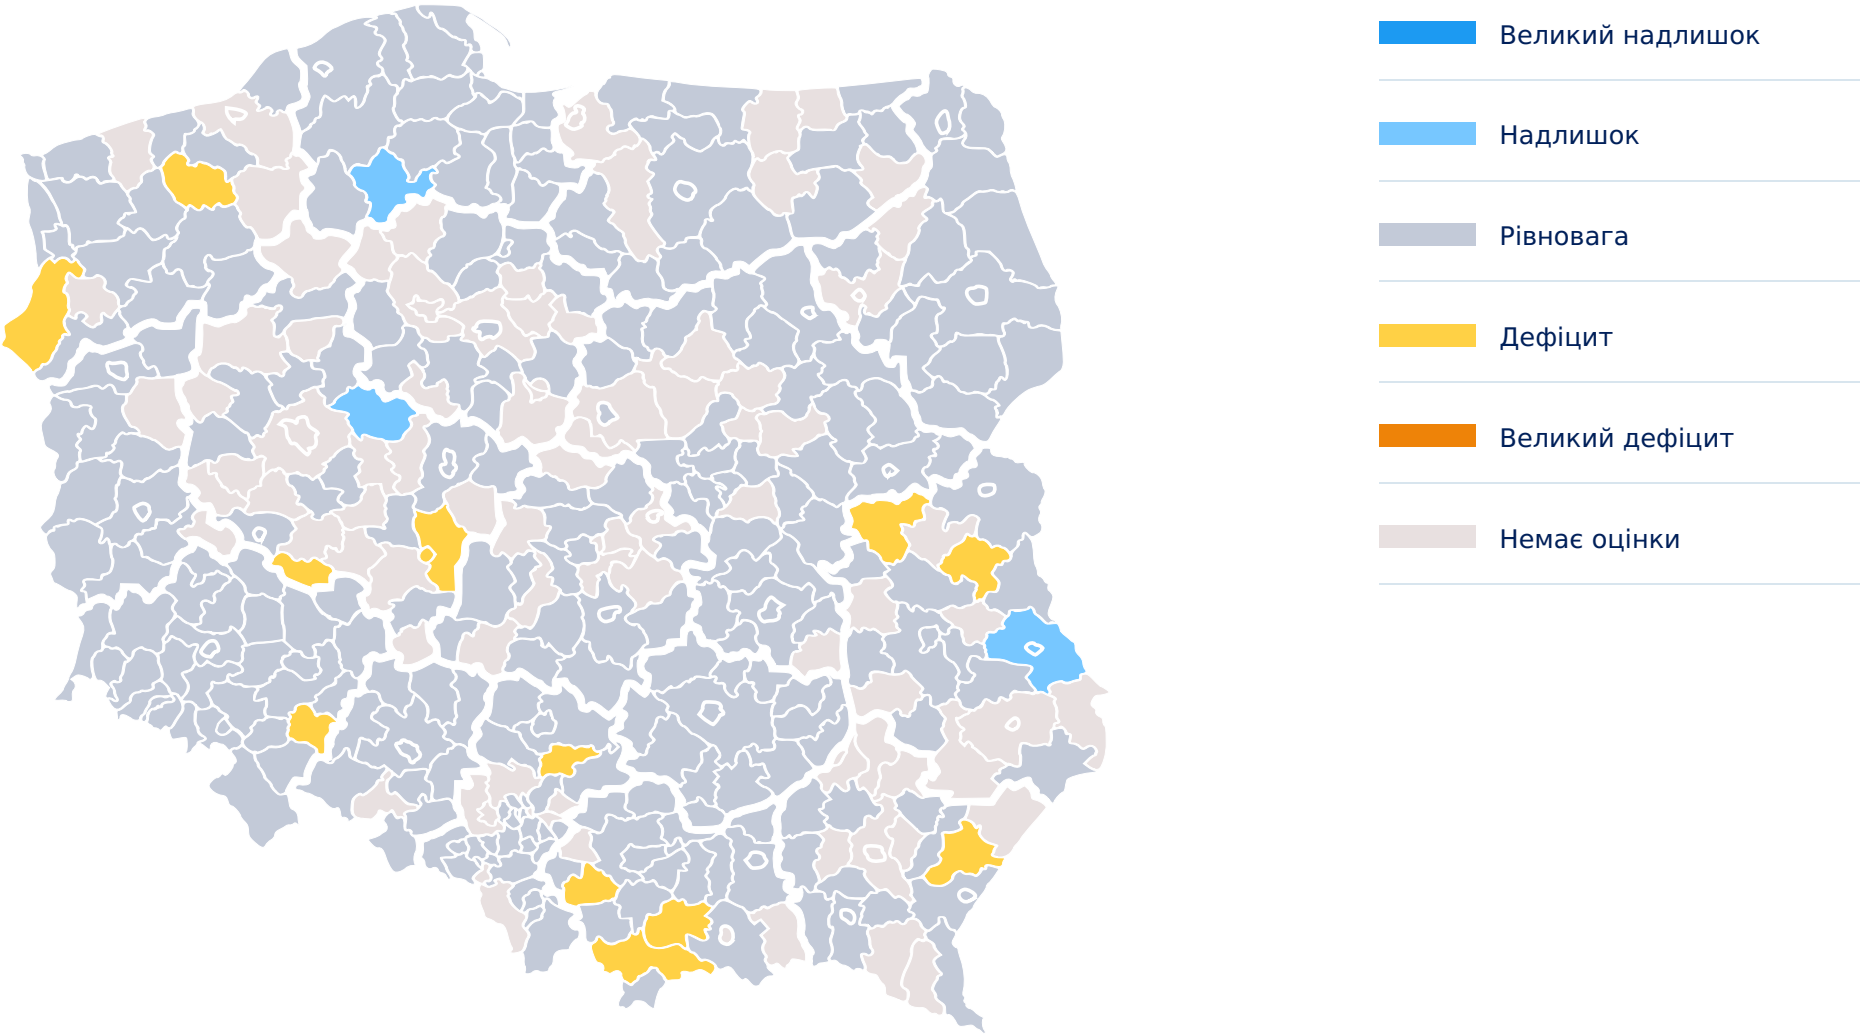 Великий надлишок
Надлишок
Рівновага
Дефіцит
Великий дефіцит
Немає оцінки